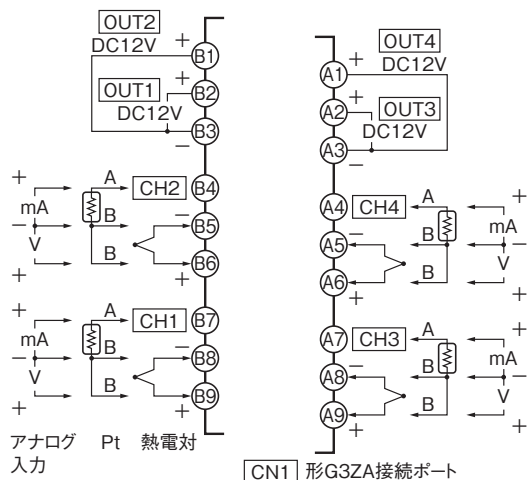 OUT2
DC12V
+
B1
OUT1
+
B2
DC12V
B3
−
+
A
CH2
B4
mA
−
B
−
B5
V
B
+
B6
+
+
A
CH1
B7
mA
−
B
−
B8
V
B
+
B9
+
アナログ
入力
Pt
熱電対
OUT4
+
DC12V
A1
+
OUT3
A2
DC12V
A3
−
A4
CH4
A
+
mA
A5
−
B
−
A6
+
B
V
+
A7
CH3
A
+
mA
A8
−
B
−
A9
+
B
V
+
CN1 形G3ZA接続ポート